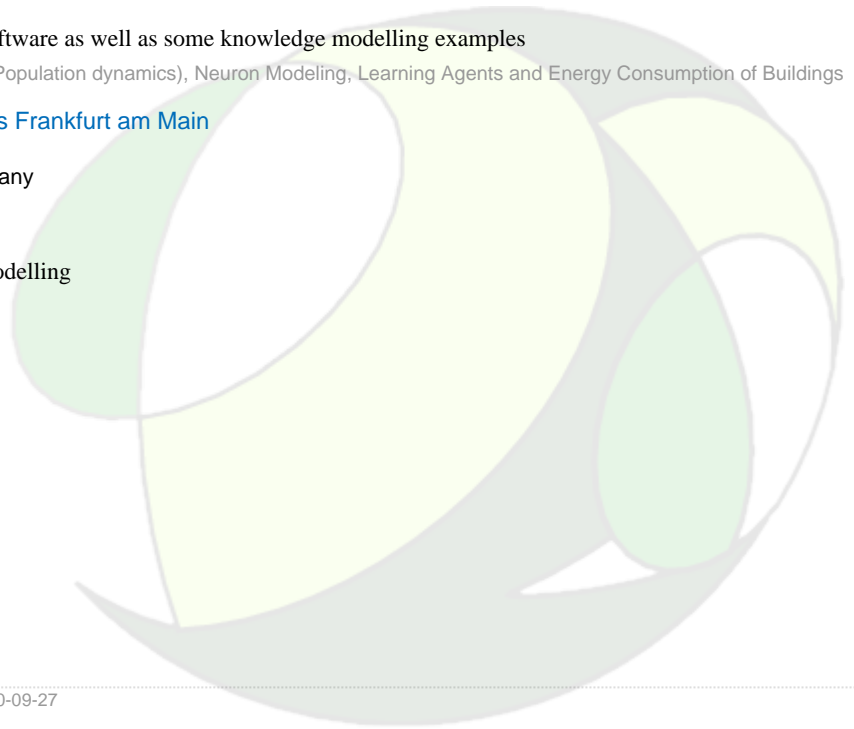 ftware as well as some knowledge modelling examples
Population dynamics), Neuron Modeling, Learning Agents and Energy Consumption of Buildings
s Frankfurt am Main
any
odelling
0-09-27